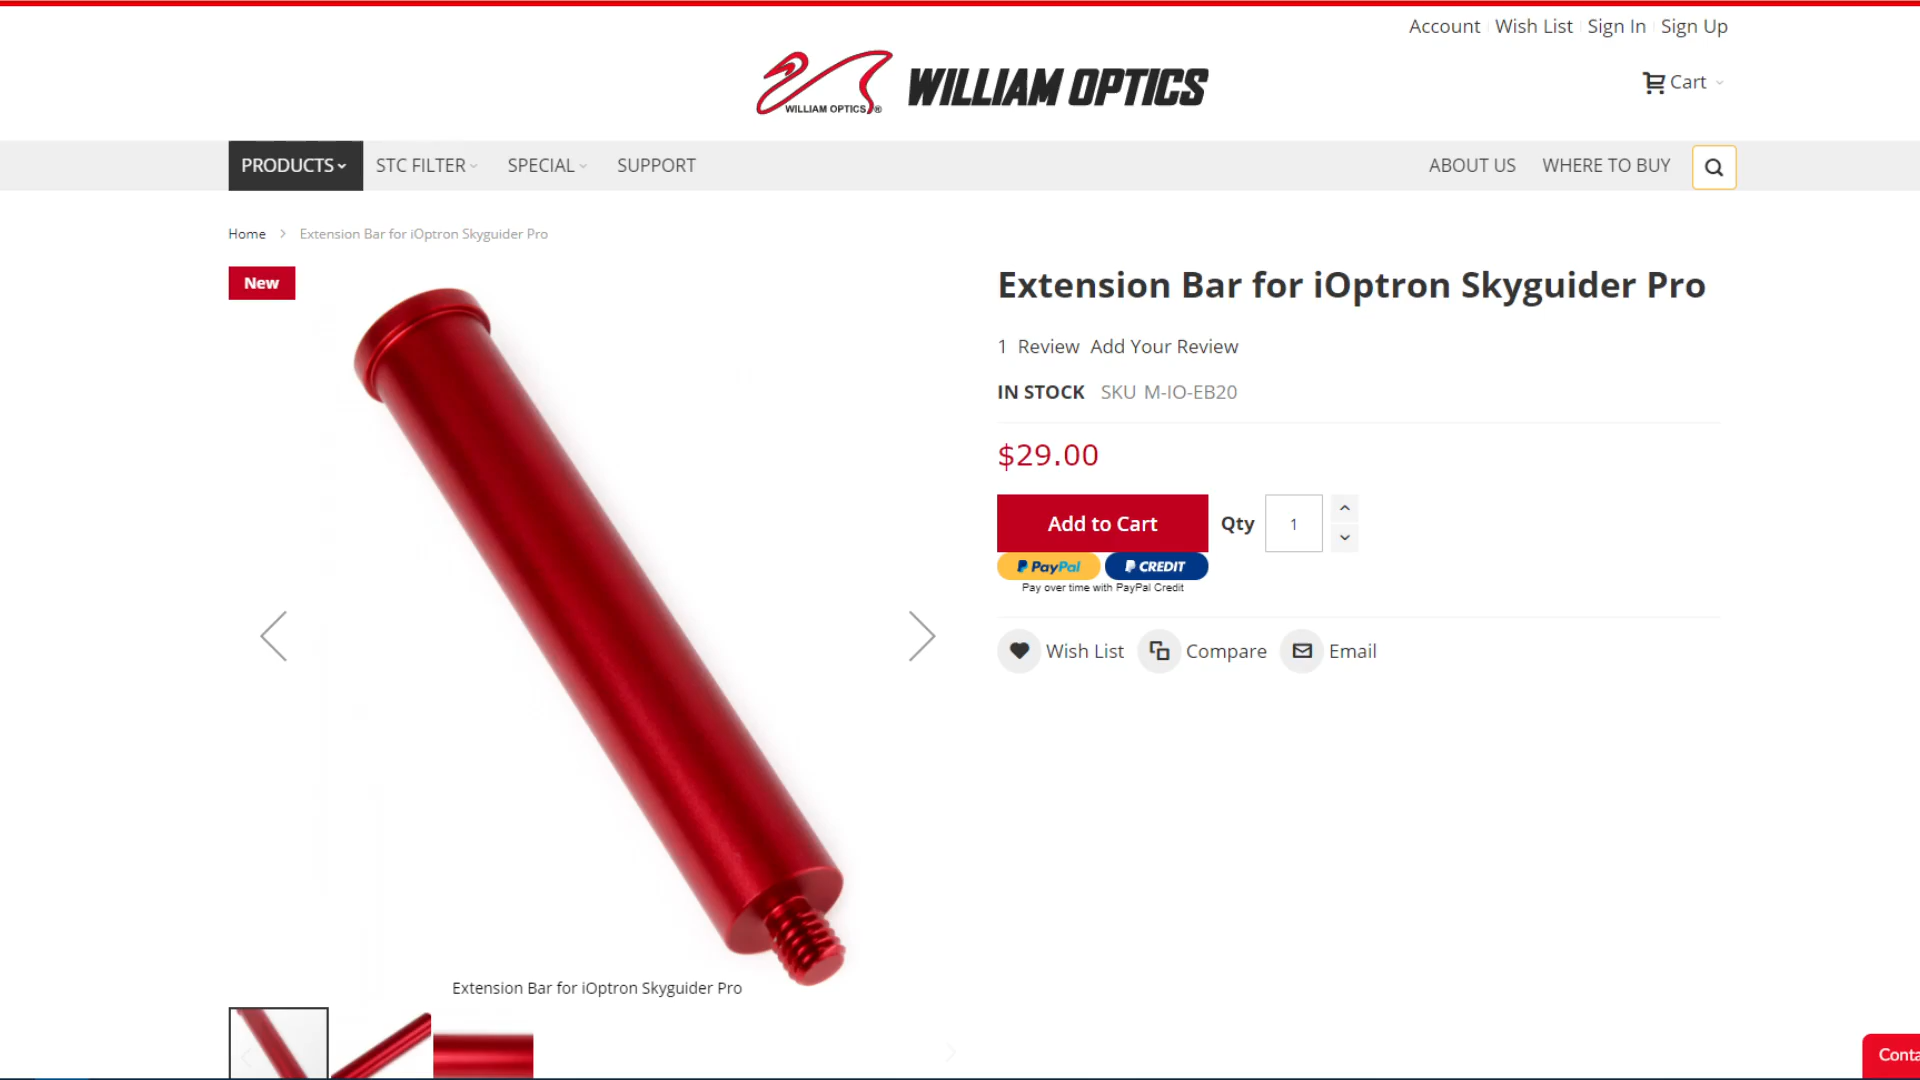 Account Wish List Sign In Sign Up
WILLIAM OPTICS® WILLIAM OPTICS
Cart
PRODUCTS STC FILTER SPECIAL SUPPORT ABOUT US WHERE TO BUY
Home > Extension Bar for iOptron Skyguider Pro
New
Extension Bar for iOptron Skyguider Pro
1 Review Add Your Review
IN STOCK SKU M-IO-EB20
$29.00
Add to Cart Qty 1
PayPal CREDIT
Pay over time with PayPal Credit
Wish List Compare Email
Extension Bar for iOptron Skyguider Pro